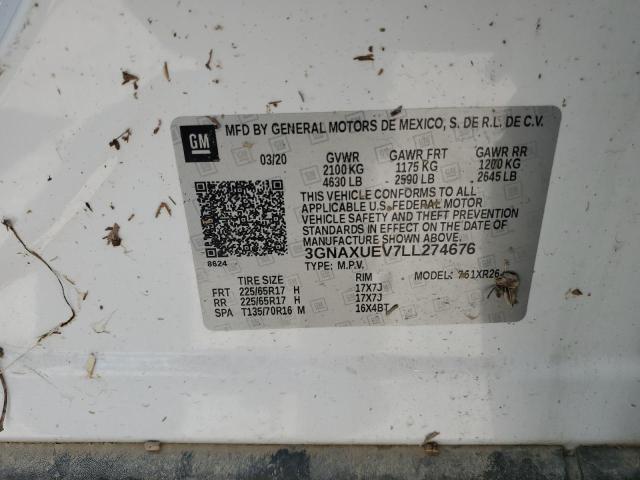 GM
MFD BY GENERAL MOTORS DE MEXICO, S. DE R.L. DE C.V.
03/20 GVWR GAWR FRT GAWR RR
2100 KG 1175 KG 1200 KG
4630 LB 2590 LB 2645 LB
THIS VEHICLE CONFORMS TO ALL
APPLICABLE U.S. FEDERAL MOTOR
VEHICLE SAFETY AND THEFT PREVENTION
STANDARDS IN EFFECT ON THE DATE OF
MANUFACTURE SHOWN ABOVE.
8624
3GNAXUEV7LL274676
TYPE: M.P.V. MODEL: 1XR26
TIRE SIZE RIM
FRT 225/65R17 H 17X7J
RR 225/65R17 H 17X7J
SPA T135/70R16 M 16X4BT